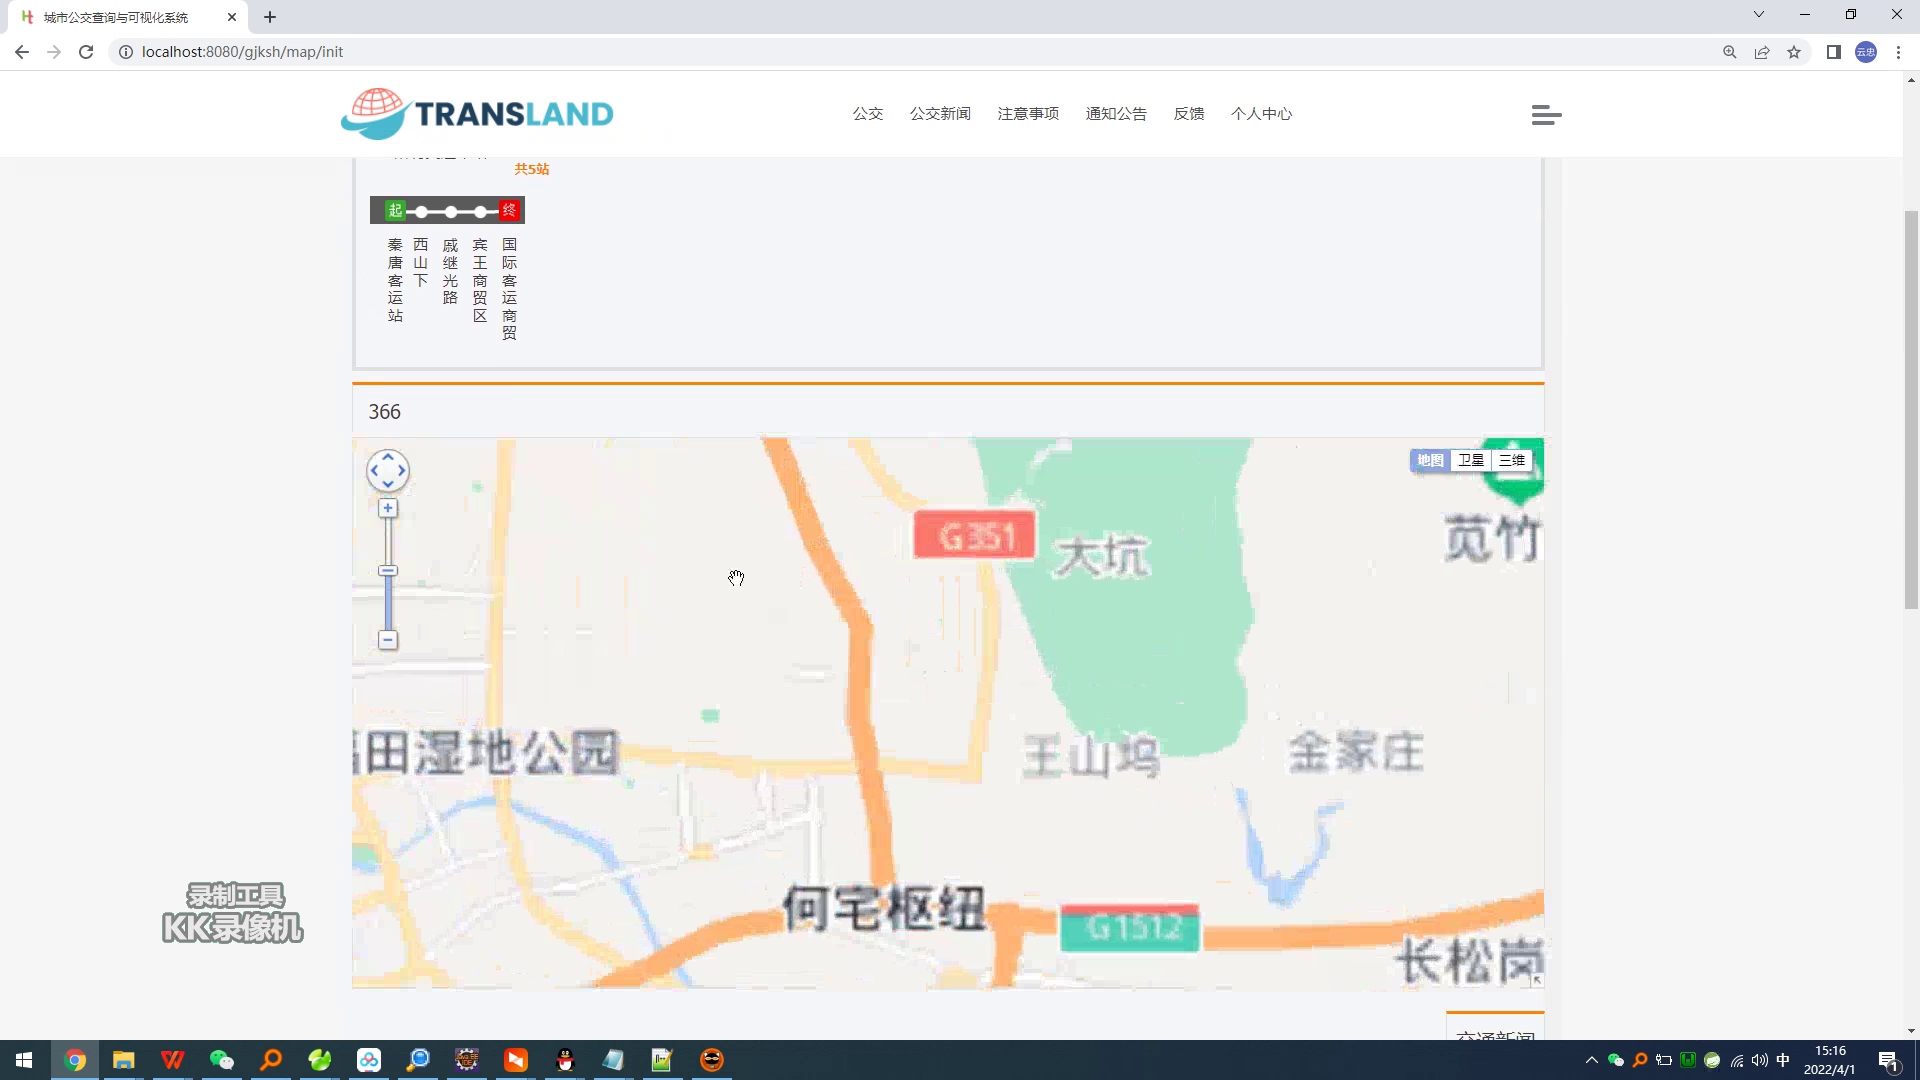 城市公交查询与可视化系统
localhost:8080/gjksh/map/init
云忠
TRANSLAND
公交
公交新闻
注意事项
通知公告
反馈
个人中心
共5站
起
终
秦唐客运站
西山下
戚继光路
宾王商贸区
国际客运商贸
366
地图
卫星
三维
G351
大坑
苋竹
田湿地公园
王山坞
金家庄
何宅枢纽
G1512
长松岗
录制工具
KK录像机
交通新闻
中
15:16
2022/4/1
1